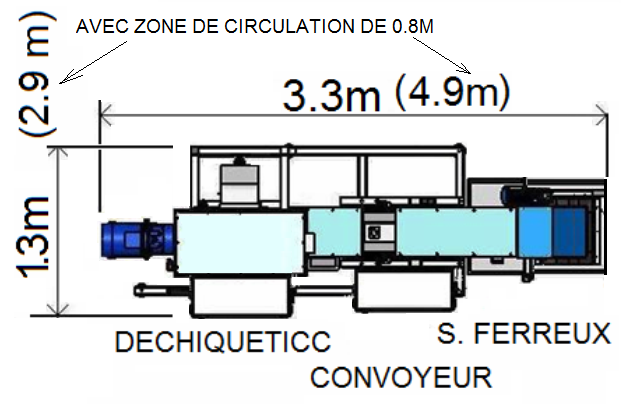 AVEC ZONE DE CIRCULATION DE 0.8M
(2.9 m)
3.3m (4.9m)
1.3m
DECHIQUETICC
S. FERREUX
CONVOYEUR